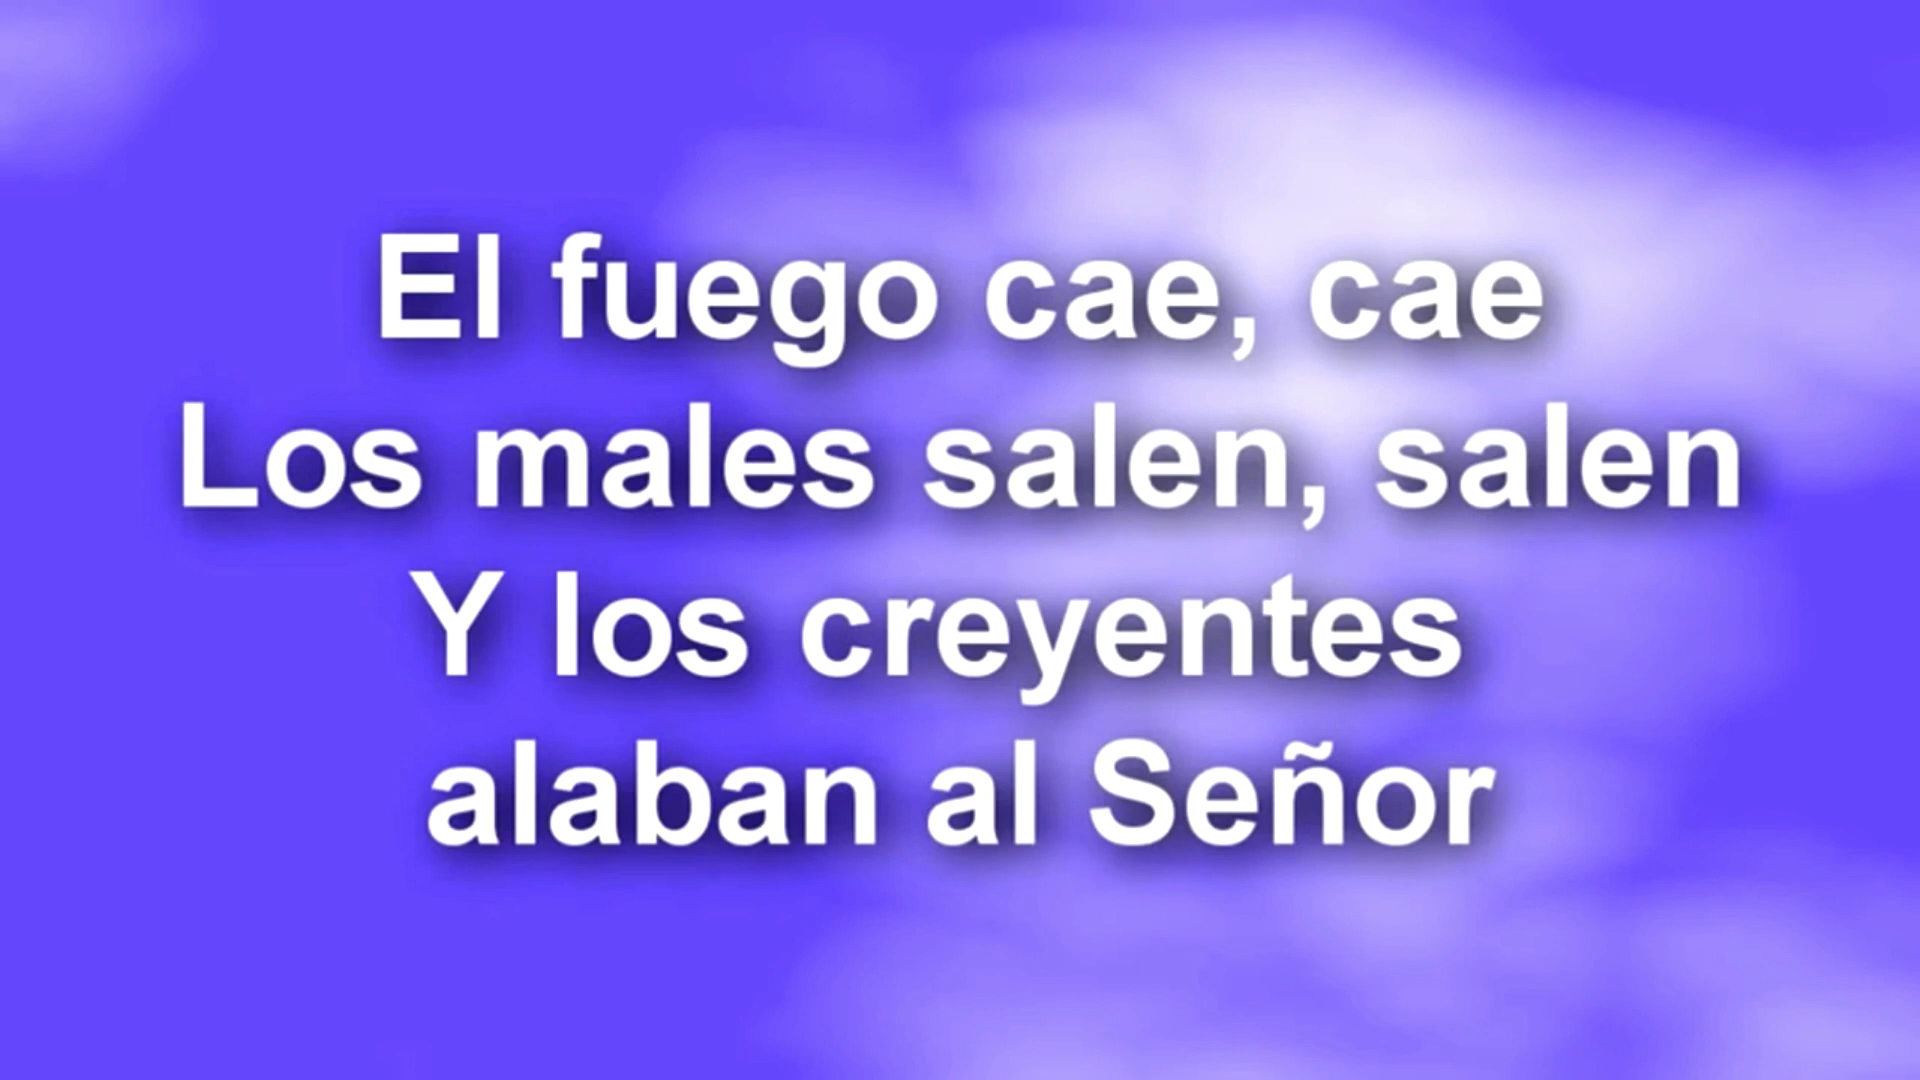 El fuego cae, cae
Los males salen, salen
Y los creyentes
alaban al Señor